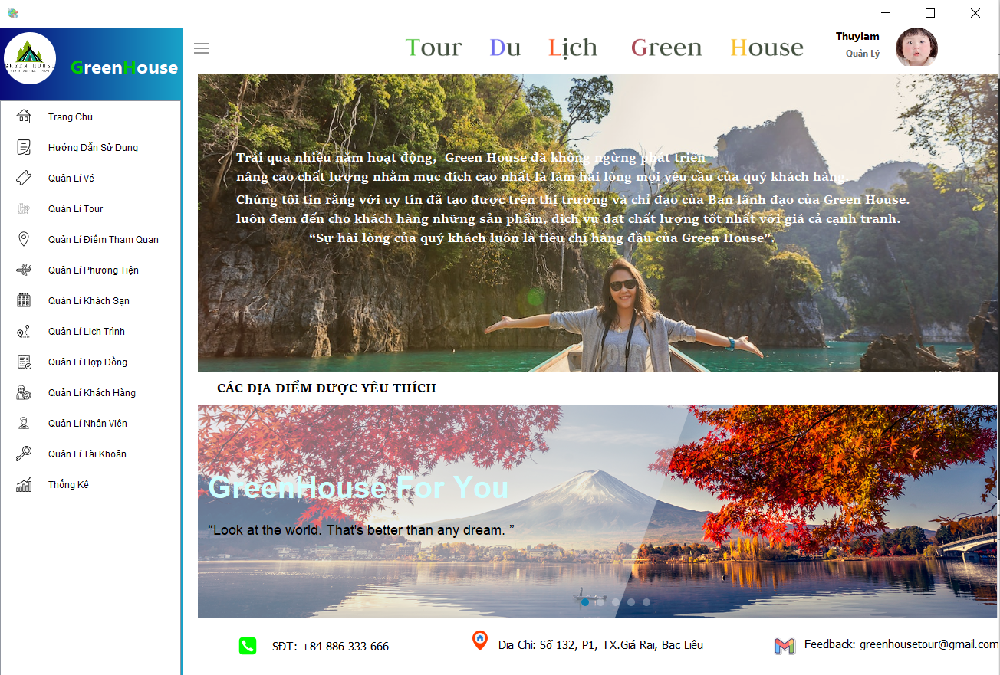 GREEN HOUSE
GreenHouse
Tour Du Lịch Green House
Thuylam
Quản Lý
Trang Chủ
Hướng Dẫn Sử Dụng
Quản Lí Vé
Quản Lí Tour
Quản Lí Điểm Tham Quan
Quản Lí Phương Tiện
Quản Lí Khách Sạn
Quản Lí Lịch Trình
Quản Lí Hợp Đồng
Quản Lí Khách Hàng
Quản Lí Nhân Viên
Quản Lí Tài Khoản
Thống Kê
Trải qua nhiều năm hoạt động, Green House đã không ngừng phát triển
nâng cao chất lượng nhằm mục đích cao nhất là làm hài lòng mọi yêu cầu của quý khách hàng.
Chúng tôi tin rằng với uy tín đã tạo được trên thị trường và chỉ đạo của Ban lãnh đạo của Green House.
luôn đem đến cho khách hàng những sản phẩm, dịch vụ đạt chất lượng tốt nhất với giá cả cạnh tranh.
“Sự hài lòng của quý khách luôn là tiêu chí hàng đầu của Green House”.
CÁC ĐỊA ĐIỂM ĐƯỢC YÊU THÍCH
GreenHouse For You
“Look at the world. That's better than any dream. ”
SĐT: +84 886 333 666
Địa Chỉ: Số 132, P1, TX.Giá Rai, Bạc Liêu
Feedback: greenhousetour@gmail.com